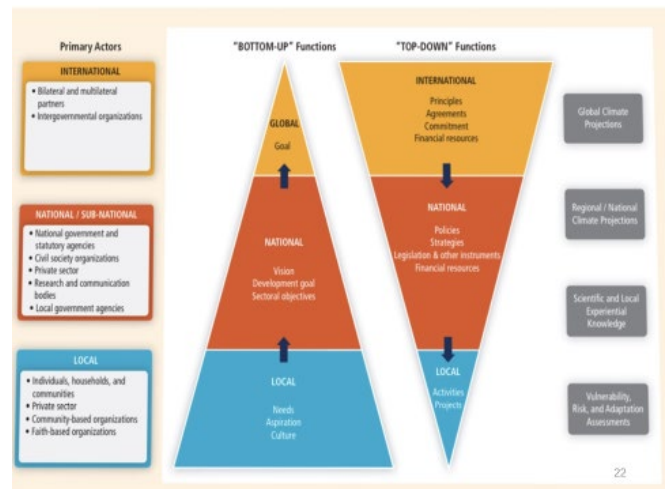 Primary Actors
INTERNATIONAL
• Bilateral and multilateral
partners
• Intergovernmental organizations
NATIONAL / SUB-NATIONAL
• National government and
statutory agencies
• Civil society organizations
• Private sector
• Research and communication
bodies
• Local government agencies
LOCAL
• Individuals, households, and
communities
• Private sector
• Community-based organizations
• Faith-based organizations
"BOTTOM-UP" Functions
GLOBAL
Goal
NATIONAL
Vision
Development goal
Sectoral objectives
LOCAL
Needs
Aspiration
Culture
"TOP-DOWN" Functions
INTERNATIONAL
Principles
Agreements
Commitment
Financial resources
NATIONAL
Policies
Strategies
Legislation & other instruments
Financial resources
LOCAL
Activities
Projects
Global Climate
Projections
Regional / National
Climate Projections
Scientific and Local
Experiential
Knowledge
Vulnerability,
Risk, and Adaptation
Assessments
22